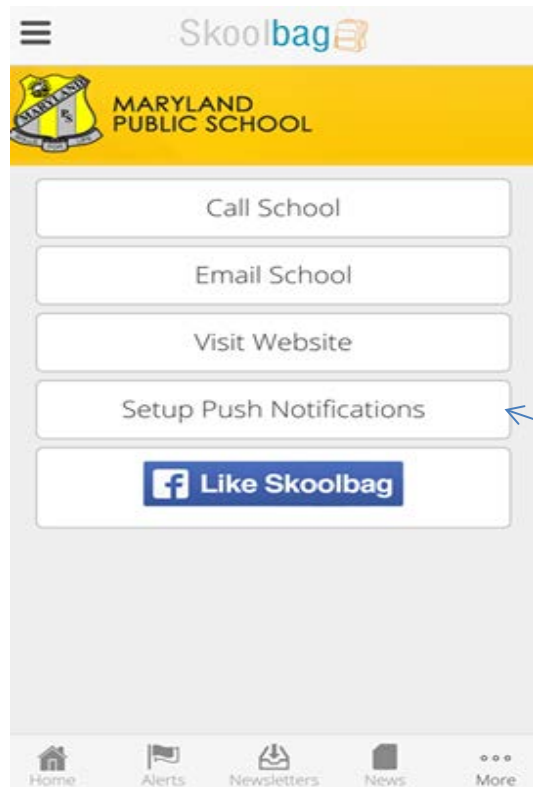 Skoolbag
MARYLAND
PUBLIC SCHOOL
MARYLAND
P S
Call School
Email School
Visit Website
Setup Push Notifications
f Like Skoolbag
Home Alerts Newsletters News More